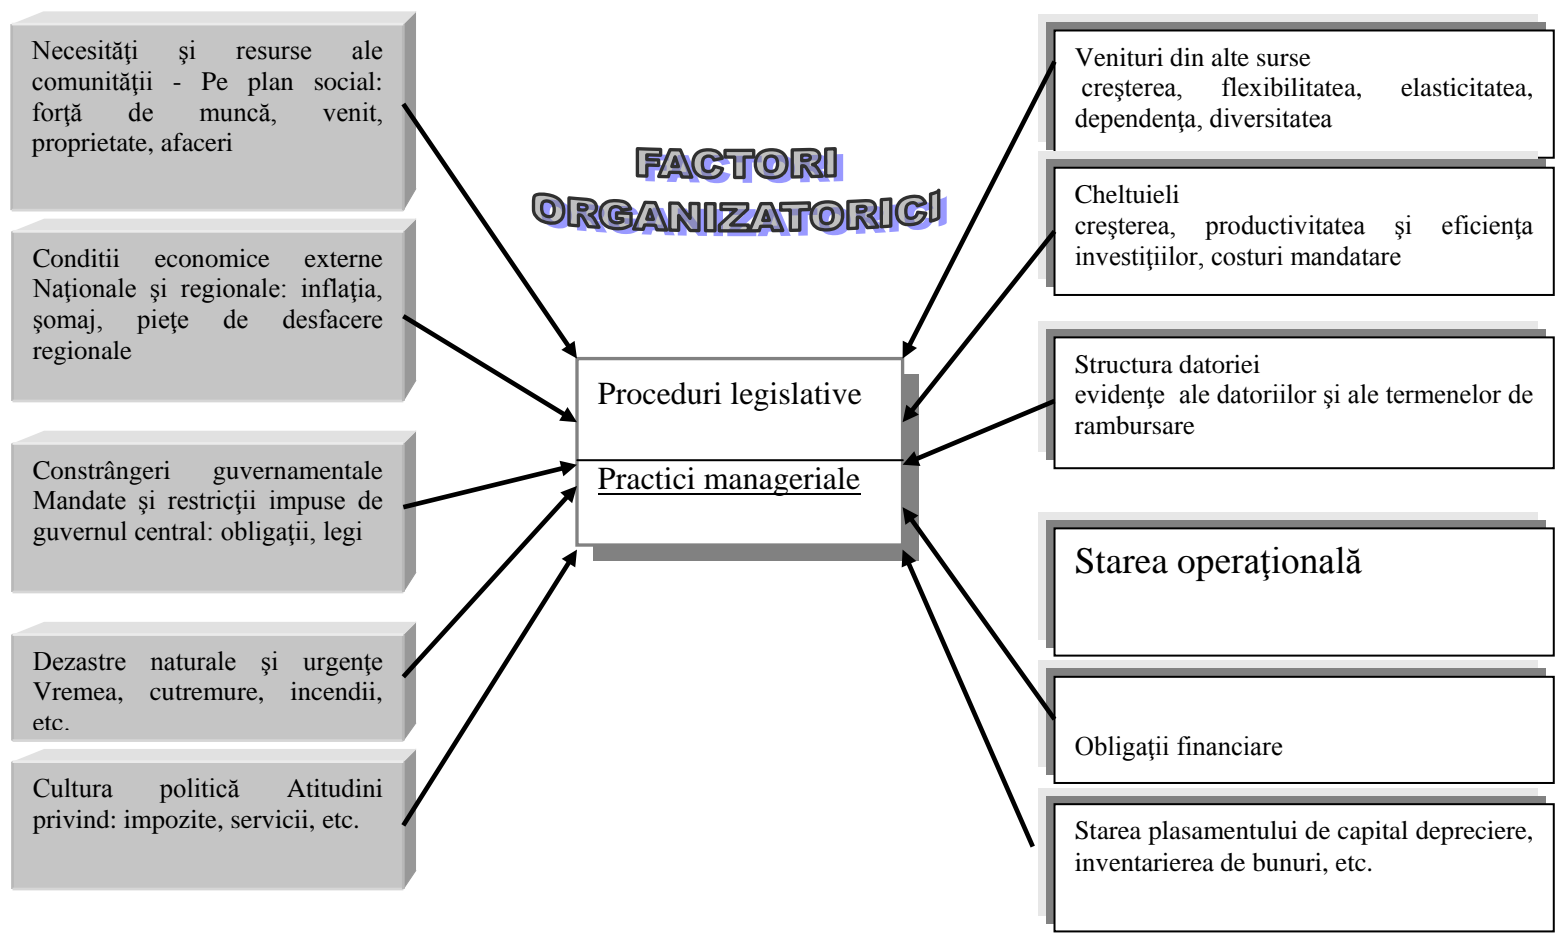 Necesităţi şi resurse ale
comunităţii - Pe plan social:
forţă de muncă, venit,
proprietate, afaceri
Conditii economice externe
Naţionale şi regionale: inflaţia,
şomaj, pieţe de desfacere
regionale
Constrângeri guvernamentale
Mandate şi restricţii impuse de
guvernul central: obligaţii, legi
Dezastre naturale şi urgenţe
Vremea, cutremure, incendii,
etc.
Cultura politică Atitudini
privind: impozite, servicii, etc.
FACTORI
ORGANIZATORICI
Proceduri legislative
Practici manageriale
Venituri din alte surse
creşterea, flexibilitatea, elasticitatea,
dependenţa, diversitatea
Cheltuieli
creşterea, productivitatea şi eficienţa
investiţiilor, costuri mandatare
Structura datoriei
evidenţe ale datoriilor şi ale termenelor de
rambursare
Starea operaţională
Obligaţii financiare
Starea plasamentului de capital depreciere,
inventarierea de bunuri, etc.